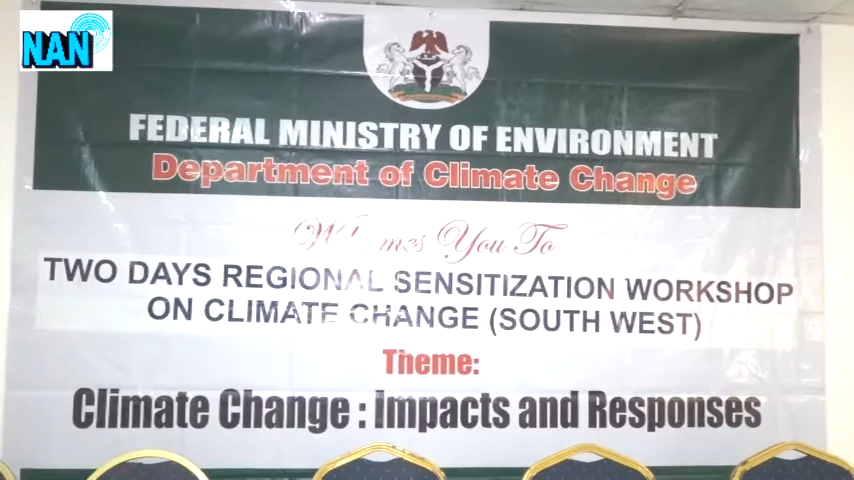 NAN
FEDERAL MINISTRY OF ENVIRONMENT
Department of Climate Change
Welcomes You To
TWO DAYS REGIONAL SENSITIZATION WORKSHOP
ON CLIMATE CHANGE (SOUTH WEST)
Theme:
Climate Change : Impacts and Responses